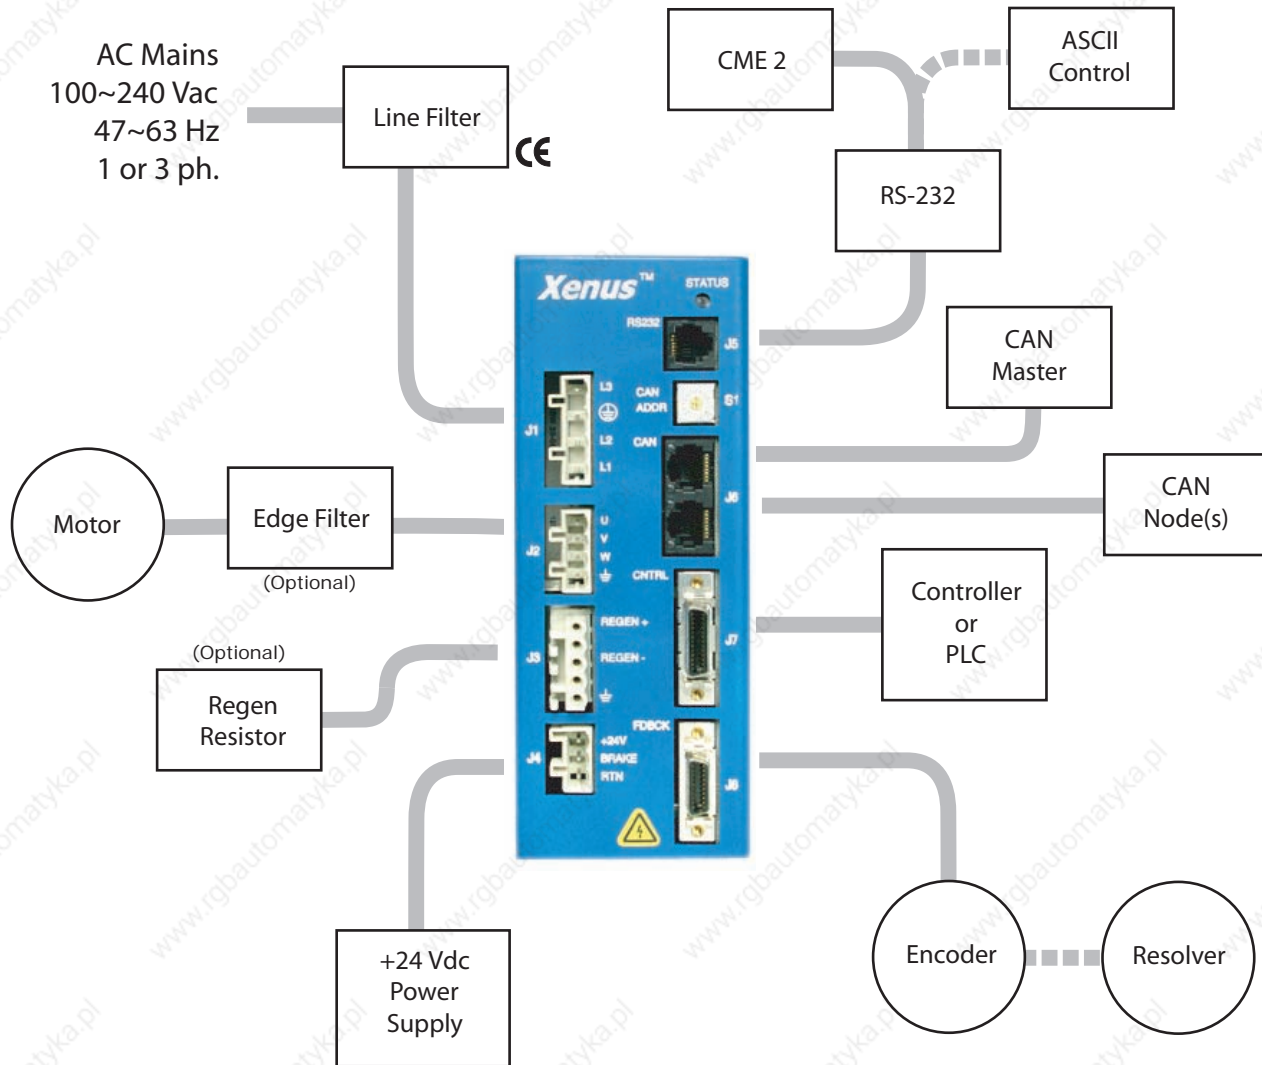 AC Mains
100~240 Vac
47~63 Hz
1 or 3 ph.
Line Filter
CE
CME 2
ASCII
Control
RS-232
CAN
Master
CAN
Node(s)
Controller
or
PLC
Motor
Edge Filter
(Optional)
(Optional)
Regen
Resistor
+24 Vdc
Power
Supply
Encoder
Resolver
Xenus™
STATUS
RS232
J5
CAN
ADDR
S1
CAN
J6
CNTRL
J7
FDBCK
J8
J1
L3
L2
L1
J2
U
V
W
J3
REGEN +
REGEN -
J4
+24V
BRAKE
RTN
www.rgbautomatyka.pl